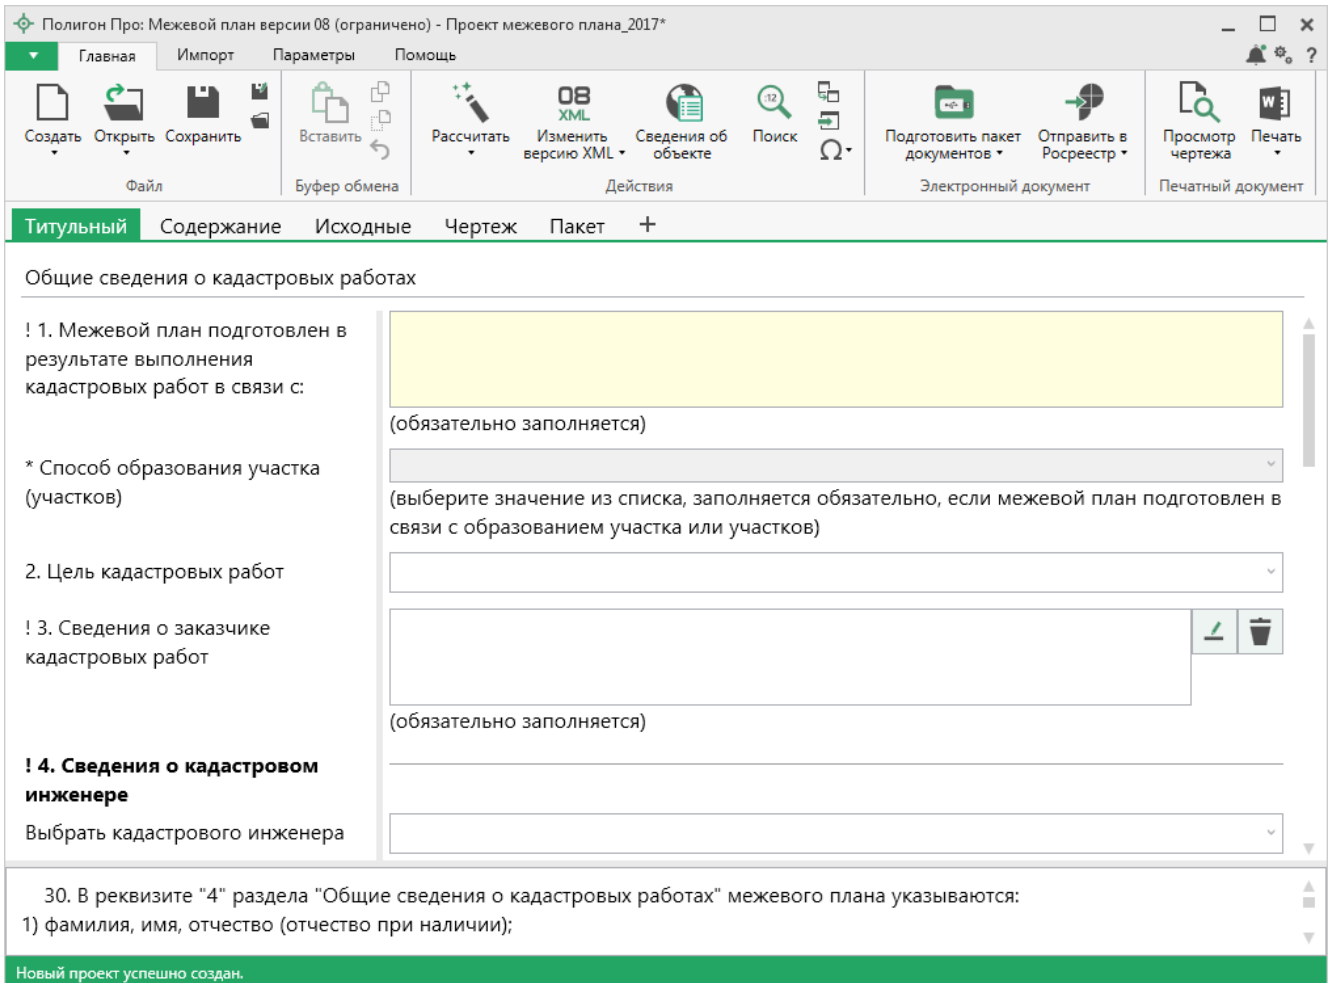 Полигон Про: Межевой план версии 08 (ограничено) - Проект межевого плана_2017*
Главная Импорт Параметры Помощь
?
Создать Открыть Сохранить
Вставить
Рассчитать
08 XML
Изменить версию XML
Сведения об объекте
:12
Поиск
Ω
Подготовить пакет документов
Отправить в Росреестр
Просмотр чертежа
W
Печать
Файл
Буфер обмена
Действия
Электронный документ
Печатный документ
Титульный Содержание Исходные Чертеж Пакет +
Общие сведения о кадастровых работах
! 1. Межевой план подготовлен в
результате выполнения
кадастровых работ в связи с:
(обязательно заполняется)
* Способ образования участка
(участков)
(выберите значение из списка, заполняется обязательно, если межевой план подготовлен в
связи с образованием участка или участков)
2. Цель кадастровых работ
! 3. Сведения о заказчике
кадастровых работ
(обязательно заполняется)
! 4. Сведения о кадастровом
инженере
Выбрать кадастрового инженера
30. В реквизите "4" раздела "Общие сведения о кадастровых работах" межевого плана указываются:
1) фамилия, имя, отчество (отчество при наличии);
Новый проект успешно создан.